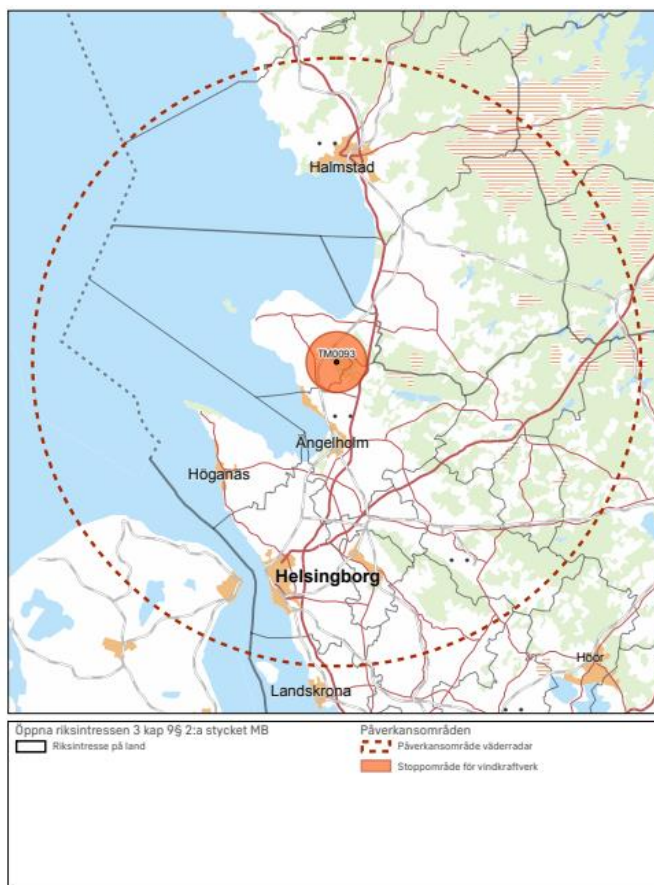 Halmstad
TM0093
Ängelholm
Höganäs
Helsingborg
Höör
Landskrona
Öppna riksintressen 3 kap 9§ 2:a stycket MB
Riksintresse på land
Påverkansområden
Påverkansområde väderradar
Stoppområde för vindkraftverk